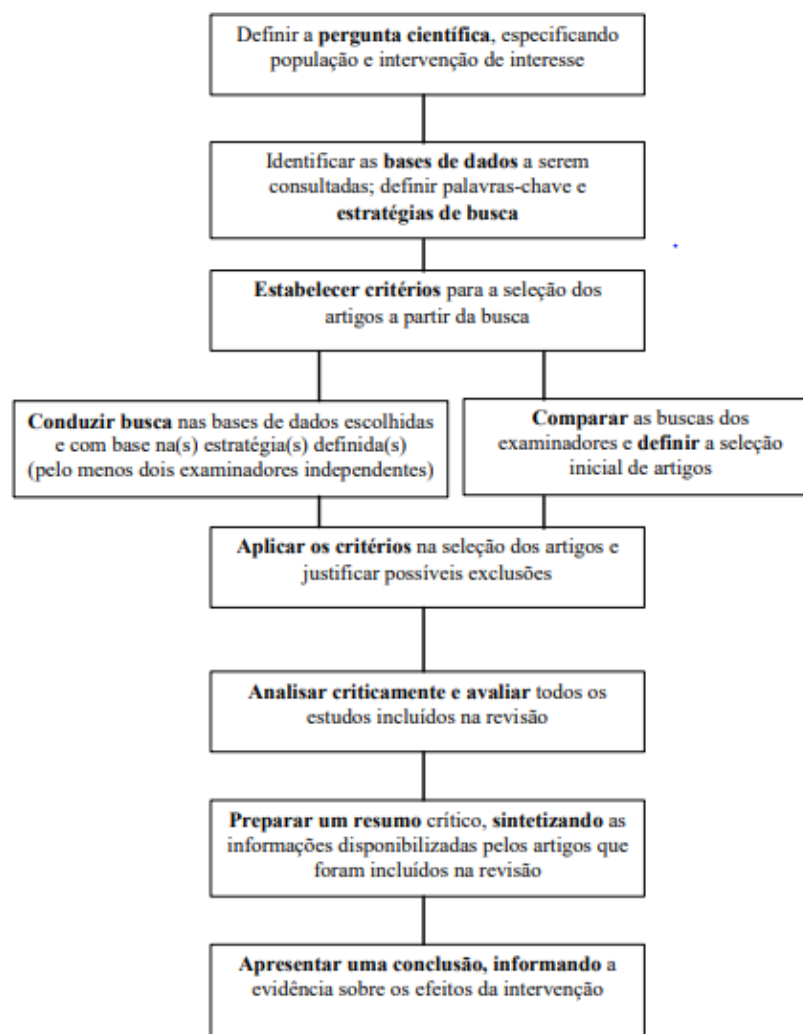 Definir a pergunta científica, especificando
população e intervenção de interesse
Identificar as bases de dados a serem
consultadas; definir palavras-chave e
estratégias de busca
Estabelecer critérios para a seleção dos
artigos a partir da busca
Conduzir busca nas bases de dados escolhidas
e com base na(s) estratégia(s) definida(s)
(pelo menos dois examinadores independentes)
Comparar as buscas dos
examinadores e definir a seleção
inicial de artigos
Aplicar os critérios na seleção dos artigos e
justificar possíveis exclusões
Analisar criticamente e avaliar todos os
estudos incluídos na revisão
Preparar um resumo crítico, sintetizando as
informações disponibilizadas pelos artigos que
foram incluídos na revisão
Apresentar uma conclusão, informando a
evidência sobre os efeitos da intervenção